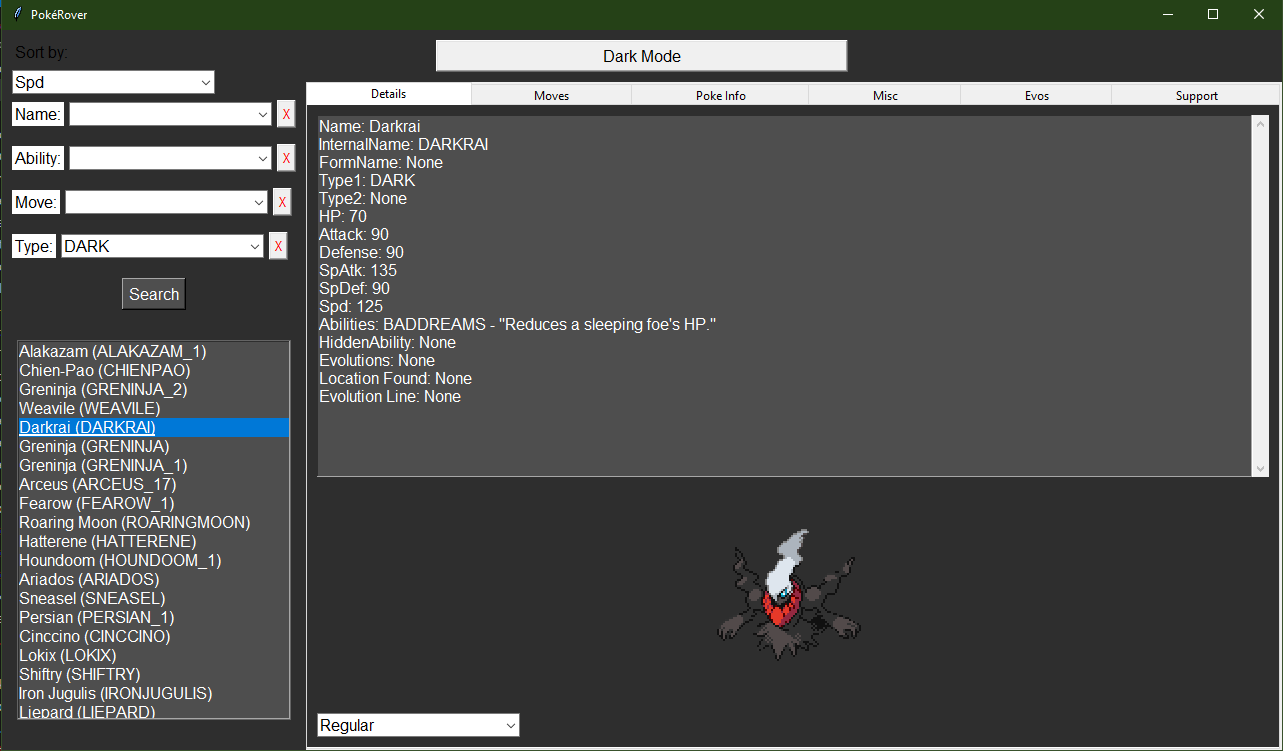 PokéRover
Sort by:
Dark Mode
Spd
Name:
X
Ability:
X
Move:
X
Type:
DARK
X
Search
Alakazam (ALAKAZAM_1)
Chien-Pao (CHIENPAO)
Greninja (GRENINJA_2)
Weavile (WEAVILE)
Darkrai (DARKRAI)
Greninja (GRENINJA)
Greninja (GRENINJA_1)
Arceus (ARCEUS_17)
Fearow (FEAROW_1)
Roaring Moon (ROARINGMOON)
Hatterene (HATTERENE)
Houndoom (HOUNDOOM_1)
Ariados (ARIADOS)
Sneasel (SNEASEL)
Persian (PERSIAN_1)
Cinccino (CINCCINO)
Lokix (LOKIX)
Shiftry (SHIFTRY)
Iron Jugulis (IRONJUGULIS)
Liepard (LIEPARD)
Details
Moves
Poke Info
Misc
Evos
Support
Name: Darkrai
InternalName: DARKRAI
FormName: None
Type1: DARK
Type2: None
HP: 70
Attack: 90
Defense: 90
SpAtk: 135
SpDef: 90
Spd: 125
Abilities: BADDREAMS - "Reduces a sleeping foe's HP."
HiddenAbility: None
Evolutions: None
Location Found: None
Evolution Line: None
Regular